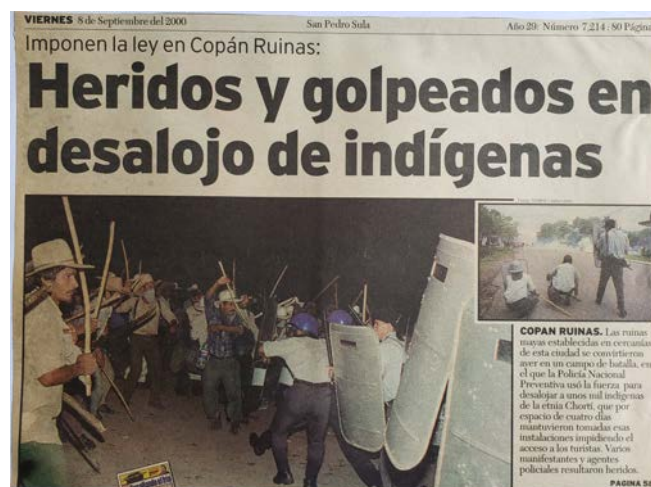 VIERNES 8 de Septiembre del 2000
San Pedro Sula
Año 29: Número 7,214 : 80 Página
Imponen la ley en Copán Ruinas:
Heridos y golpeados en
desalojo de indígenas
COPAN RUINAS. Las ruinas
mayas establecidas en cercanías
de esta ciudad se convirtieron
ayer en un campo de batalla, en
el que la Policía Nacional
Preventiva usó la fuerza para
desalojar a unos mil indígenas
de la etnia Chortí, que por
espacio de cuatro días
mantuvieron tomadas esas
instalaciones impidiendo el
acceso a los turistas. Varios
manifestantes y agentes
policiales resultaron heridos.
PAGINA 58